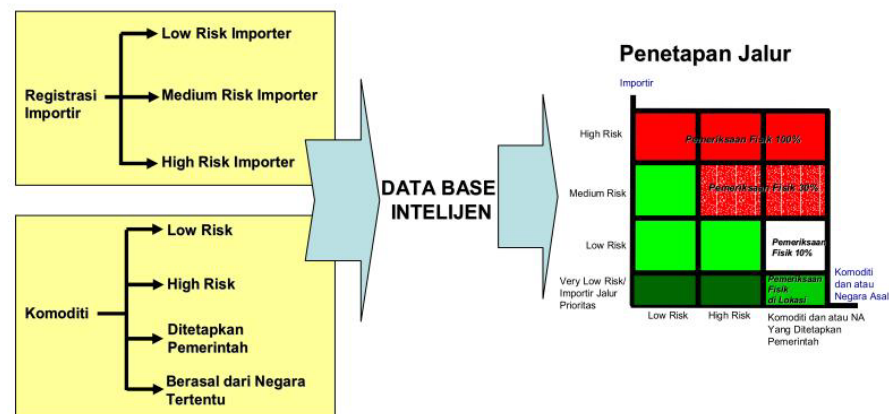 Registrasi
Importir
Low Risk Importer
Medium Risk Importer
High Risk Importer
Komoditi
Low Risk
High Risk
Ditetapkan
Pemerintah
Berasal dari Negara
Tertentu
DATA BASE
INTELIJEN
Penetapan Jalur
Importir
High Risk
Pemeriksaan Fisik 100%
Medium Risk
Pemeriksaan Fisik 30%
Low Risk
Pemeriksaan
Fisik 10%
Very Low Risk/
Importir Jalur
Prioritas
Pemeriksaan
Fisik
di Lokasi
Komoditi
dan atau
Negara Asal
Low Risk
High Risk
Komoditi dan atau NA
Yang Ditetapkan
Pemerintah